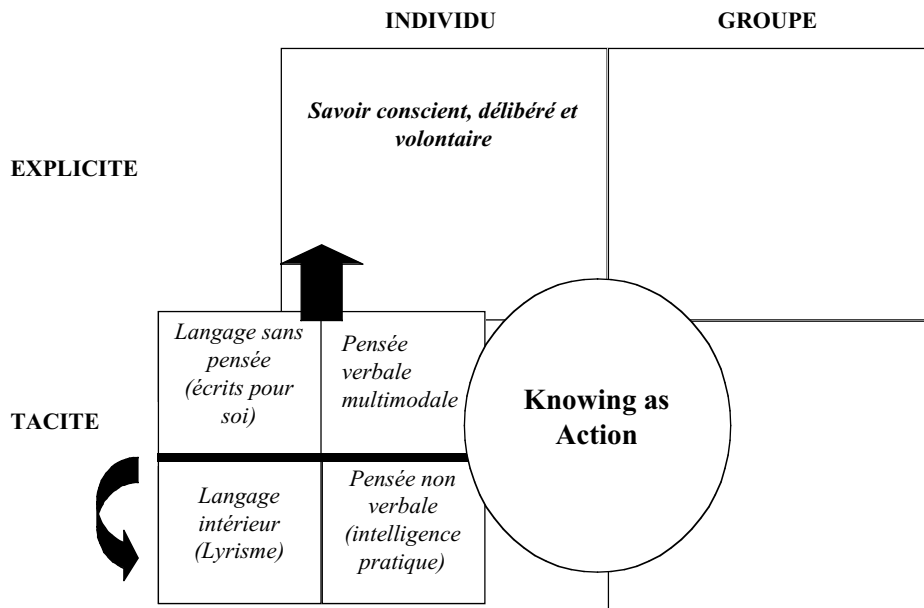 INDIVIDU
GROUPE
Savoir conscient, délibéré et
volontaire
EXPLICITE
Langage sans
pensée
(écrits pour
soi)
Pensée
verbale
multimodale
Knowing as
Action
TACITE
Langage
intérieur
(Lyrisme)
Pensée non
verbale
(intelligence
pratique)